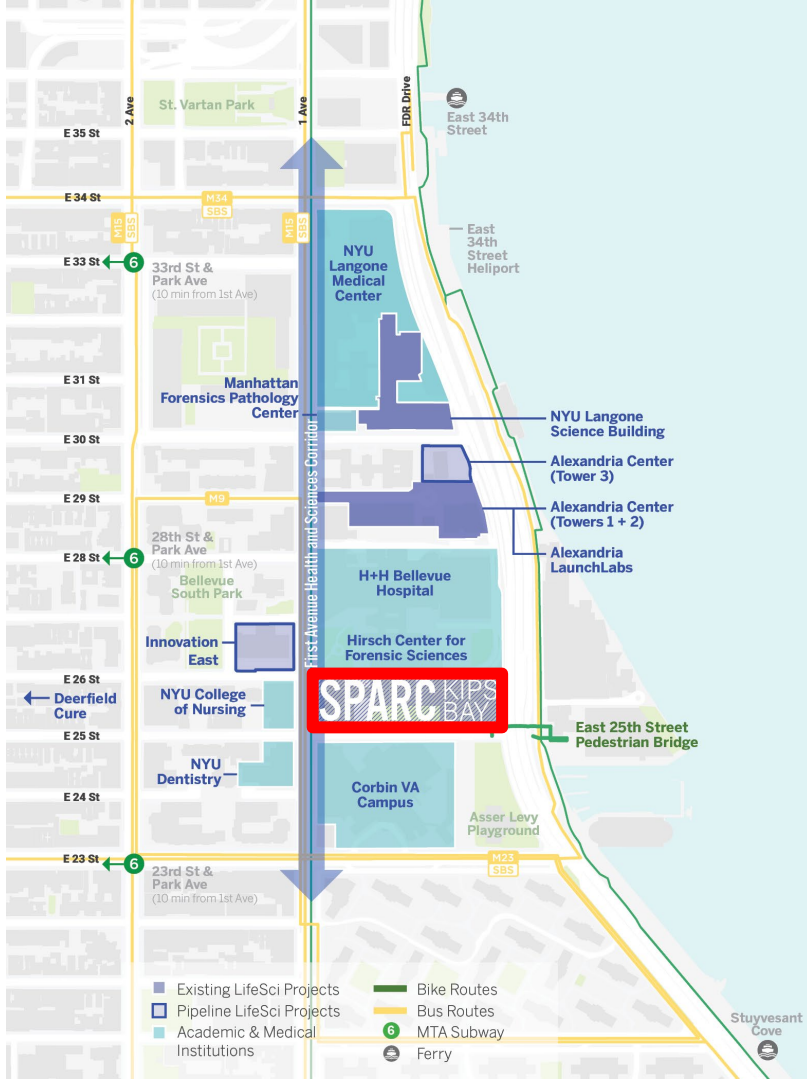 St. Vartan Park
2 Ave
1 Ave
FDR Drive
East 34th
Street
E 35 St
E 34 St
M34
SBS
M15
SBS
M15
SBS
East
34th
Street
Heliport
E 33 St
6
33rd St &
Park Ave
(10 min from 1st Ave)
NYU
Langone
Medical
Center
E 31 St
Manhattan
Forensics Pathology
Center
NYU Langone
Science Building
E 30 St
First Avenue Health and Sciences Corridor
Alexandria Center
(Tower 3)
E 29 St
M9
Alexandria Center
(Towers 1 + 2)
28th St &
Park Ave
(10 min from 1st Ave)
E 28 St
6
Alexandria
LaunchLabs
Bellevue
South Park
H+H Bellevue
Hospital
Innovation
East
Hirsch Center for
Forensic Sciences
E 26 St
Deerfield
Cure
NYU College
of Nursing
SPARC KIPS
BAY
E 25 St
East 25th Street
Pedestrian Bridge
NYU
Dentistry
Corbin VA
Campus
E 24 St
Asser Levy
Playground
E 23 St
6
M23
SBS
23rd St &
Park Ave
(10 min from 1st Ave)
Existing LifeSci Projects
Pipeline LifeSci Projects
Academic & Medical
Institutions
Bike Routes
Bus Routes
6 MTA Subway
Ferry
Stuyvesant
Cove